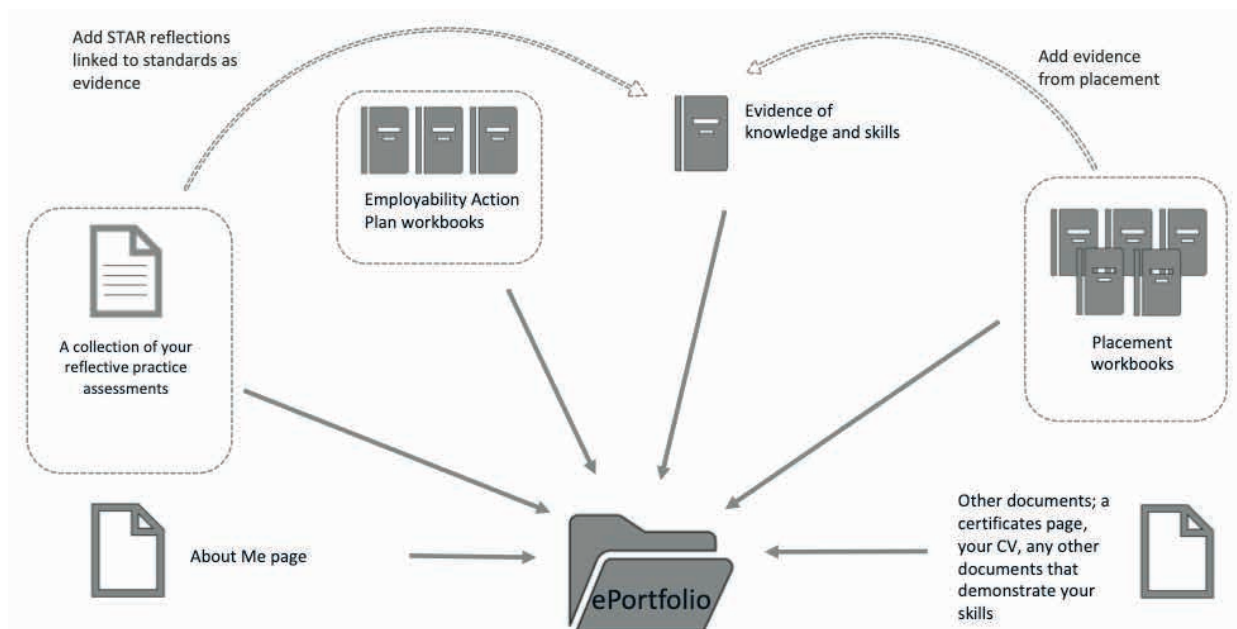 Add STAR reflections
linked to standards as
evidence
Add evidence
from placement
Evidence of
knowledge and skills
Employability Action
Plan workbooks
A collection of your
reflective practice
assessments
Placement
workbooks
About Me page
Other documents; a
certificates page,
your CV, any other
documents that
demonstrate your
skills
ePortfolio